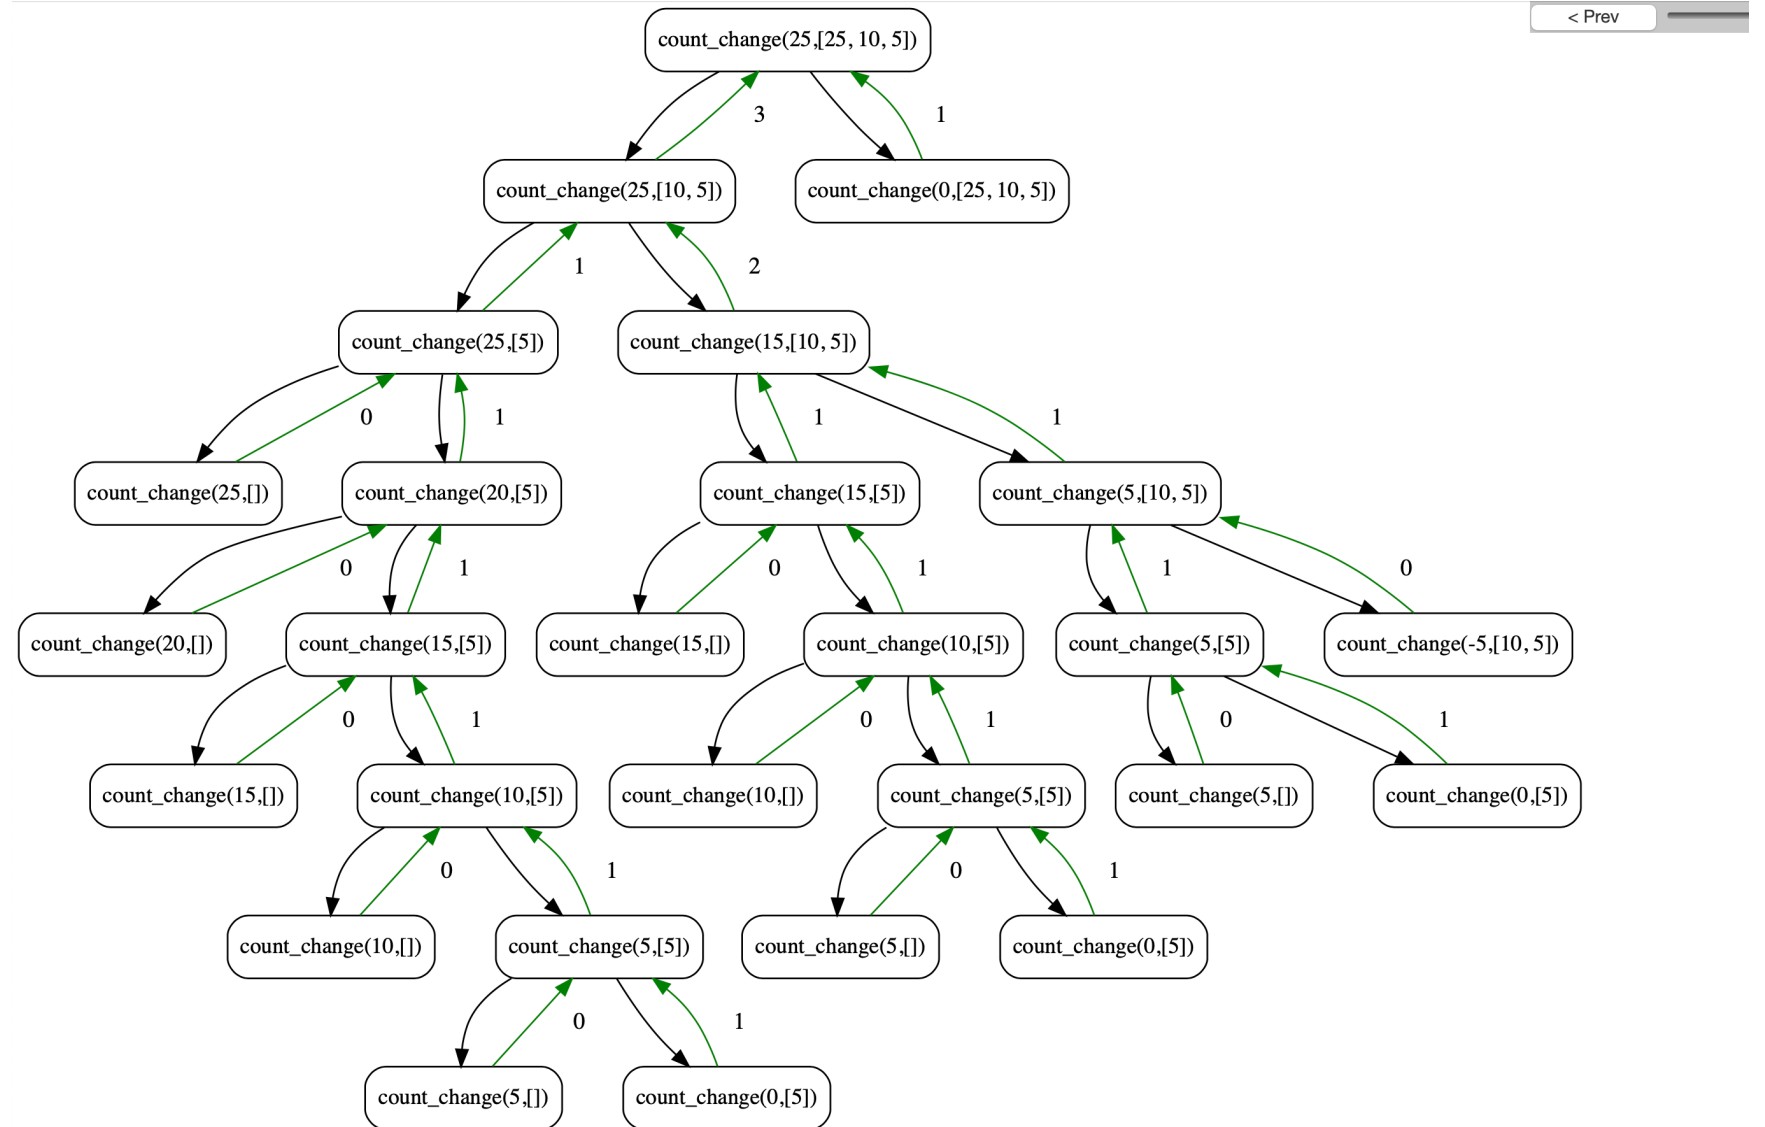 < Prev
count_change(25,[25, 10, 5])
3
1
count_change(25,[10, 5])
count_change(0,[25, 10, 5])
1
2
count_change(25,[5])
count_change(15,[10, 5])
0
1
1
1
count_change(25,[])
count_change(20,[5])
count_change(15,[5])
count_change(5,[10, 5])
0
1
0
1
1
0
count_change(20,[])
count_change(15,[5])
count_change(15,[])
count_change(10,[5])
count_change(5,[5])
count_change(-5,[10, 5])
0
1
0
1
0
1
count_change(15,[])
count_change(10,[5])
count_change(10,[])
count_change(5,[5])
count_change(5,[])
count_change(0,[5])
0
1
0
1
count_change(10,[])
count_change(5,[5])
count_change(5,[])
count_change(0,[5])
0
1
count_change(5,[])
count_change(0,[5])